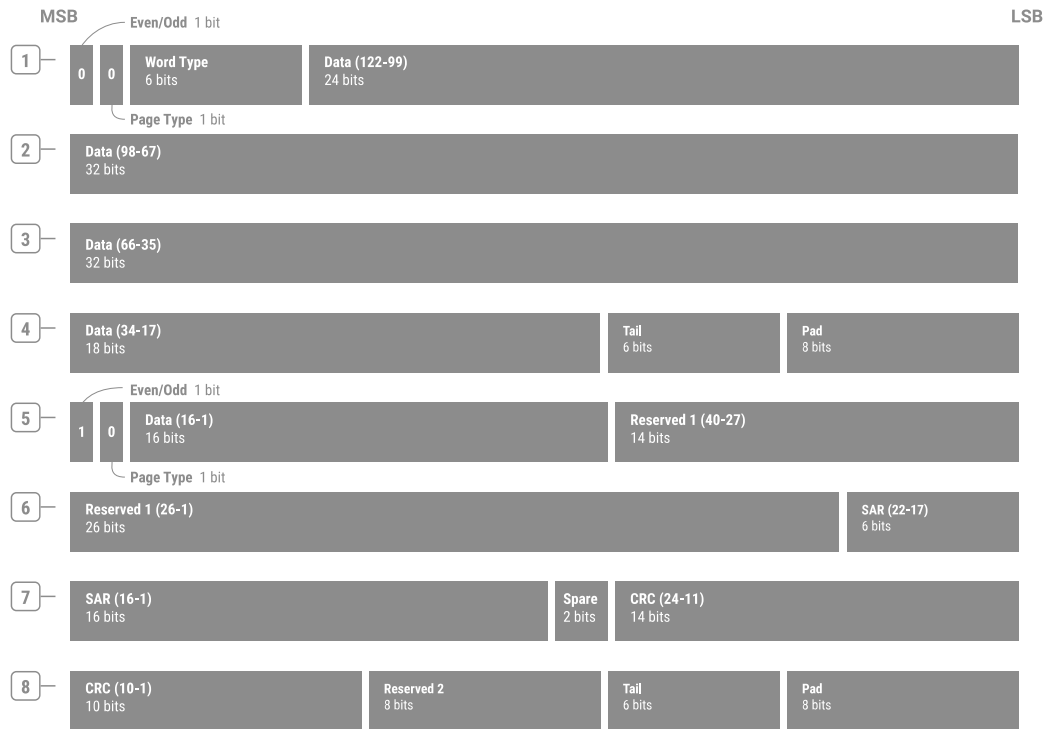 MSB
LSB
Even/Odd 1 bit
1
0
0
Word Type
6 bits
Data (122-99)
24 bits
Page Type 1 bit
2
Data (98-67)
32 bits
3
Data (66-35)
32 bits
4
Data (34-17)
18 bits
Tail
6 bits
Pad
8 bits
Even/Odd 1 bit
5
1
0
Data (16-1)
16 bits
Reserved 1 (40-27)
14 bits
Page Type 1 bit
6
Reserved 1 (26-1)
26 bits
SAR (22-17)
6 bits
7
SAR (16-1)
16 bits
Spare
2 bits
CRC (24-11)
14 bits
8
CRC (10-1)
10 bits
Reserved 2
8 bits
Tail
6 bits
Pad
8 bits